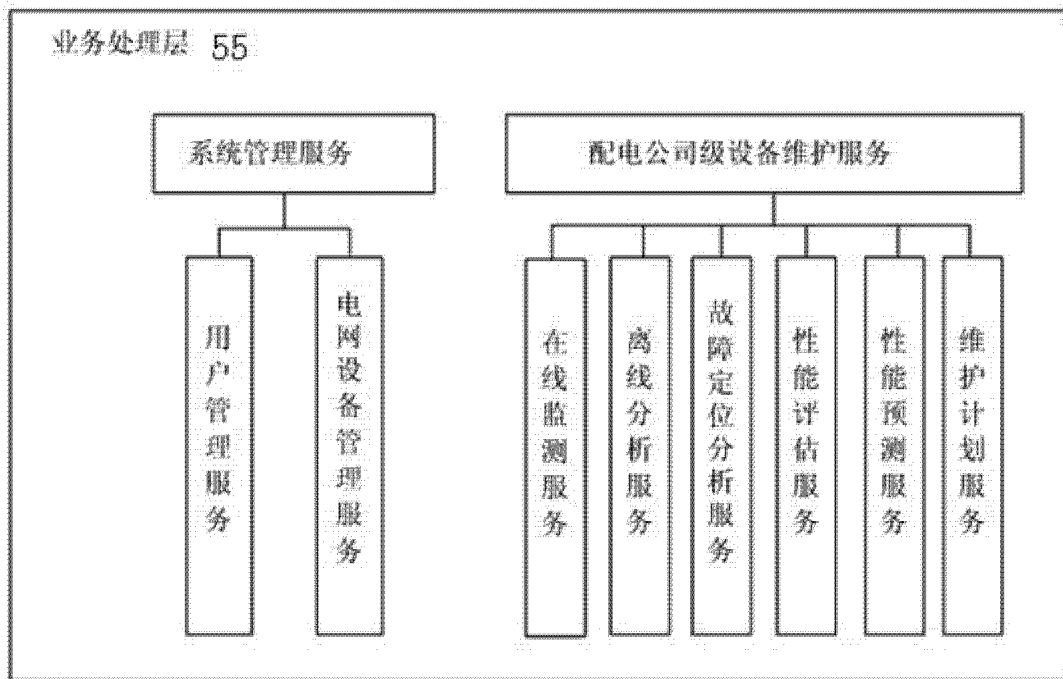 业务处理层 55
系统管理服务
配电公司级设备维护服务
用户管理服务
电网设备管理服务
在线监测服务
离线分析服务
故障定位分析服务
性能评估服务
性能预测服务
维护计划服务